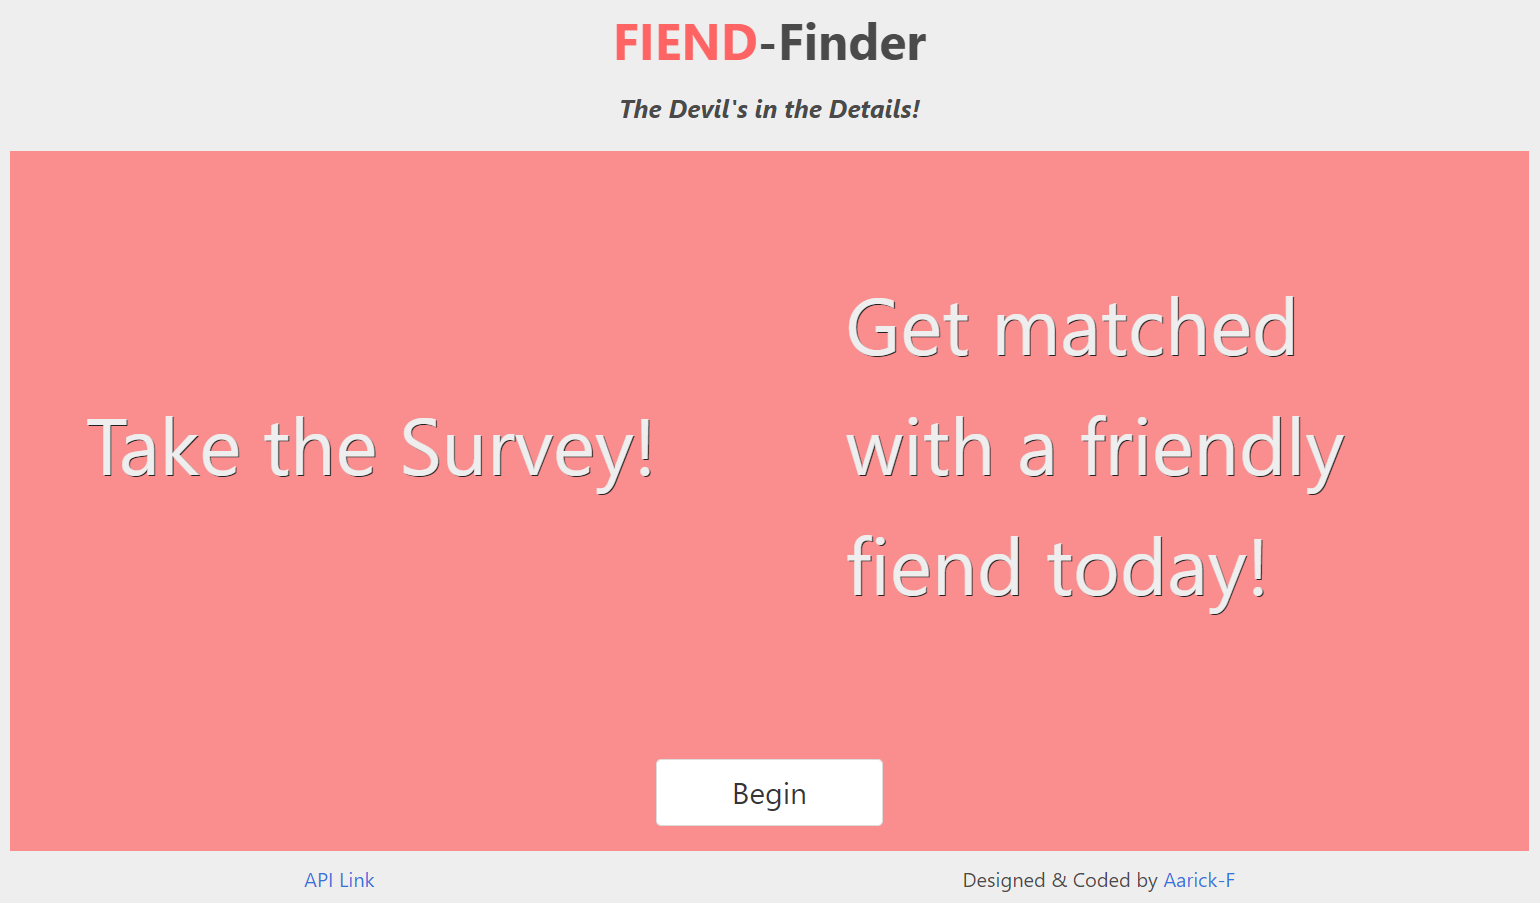 FIEND-Finder
The Devil's in the Details!
Take the Survey!
Get matched
with a friendly
fiend today!
Begin
API Link
Designed & Coded by Aarick-F